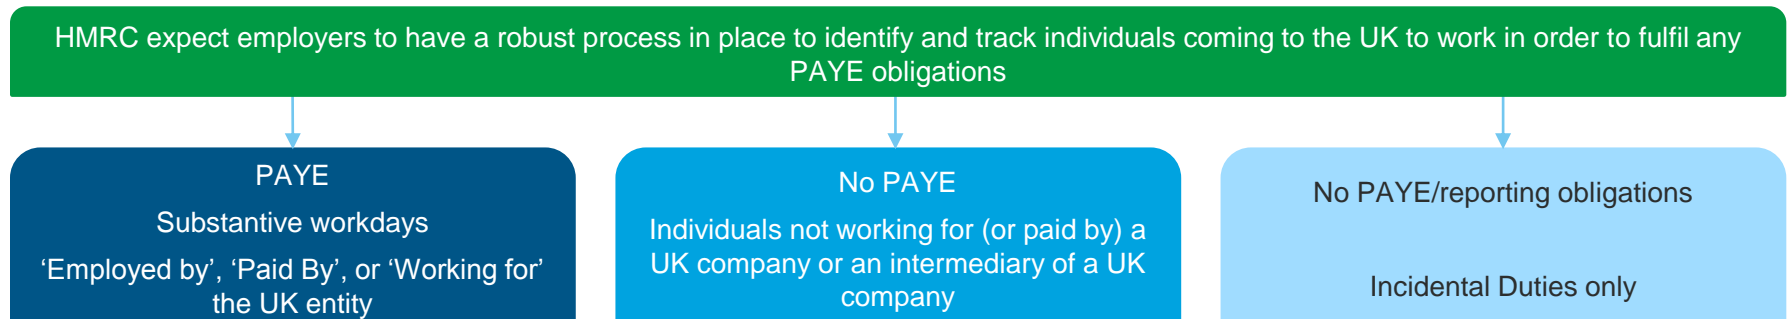 HMRC expect employers to have a robust process in place to identify and track individuals coming to the UK to work in order to fulfil any
PAYE obligations
PAYE
Substantive workdays
‘Employed by’, ‘Paid By’, or ‘Working for’
the UK entity
No PAYE
Individuals not working for (or paid by) a
UK company or an intermediary of a UK
company
No PAYE/reporting obligations
Incidental Duties only